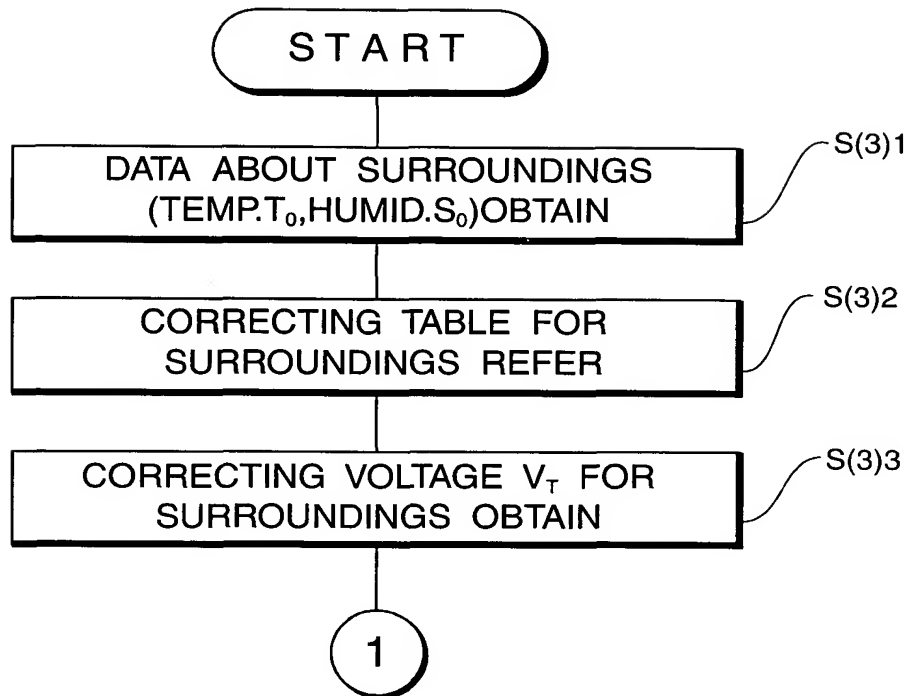 START
DATA ABOUT SURROUNDINGS
(TEMP.T₀,HUMID.S₀)OBTAIN
S(3)1
CORRECTING TABLE FOR
SURROUNDINGS REFER
S(3)2
CORRECTING VOLTAGE V_T FOR
SURROUNDINGS OBTAIN
S(3)3
1